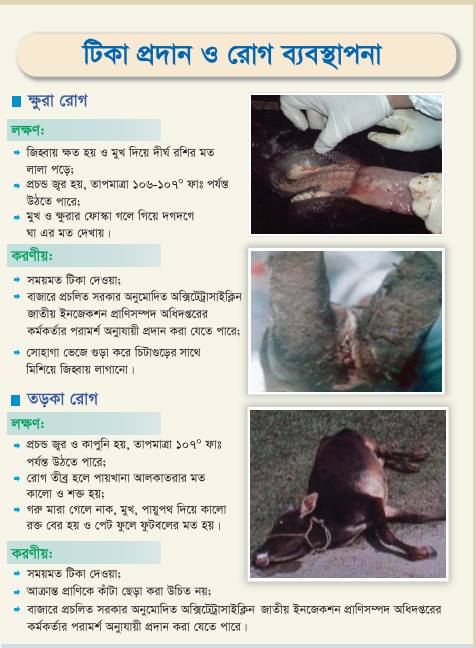 টিকা প্রদান ও রোগ ব্যবস্থাপনা
ক্ষুরা রোগ
লক্ষণ:
জিহ্বায় ক্ষত হয় ও মুখ দিয়ে দীর্ঘ রশির মত
লালা পড়ে;
প্রচন্ড জ্বর হয়, তাপমাত্রা ১০৬-১০৭° ফাঃ পর্যন্ত
উঠতে পারে;
মুখ ও ক্ষুরার ফোস্কা গলে গিয়ে দগদগে
ঘা এর মত দেখায়।
করণীয়:
সময়মত টিকা দেওয়া;
বাজারে প্রচলিত সরকার অনুমোদিত অক্সিটেট্রাসাইক্লিন
জাতীয় ইনজেকশন প্রাণিসম্পদ অধিদপ্তরের
কর্মকর্তার পরামর্শ অনু্যায়ী প্রদান করা যেতে পারে;
সোহাগা ভেজে গুড়া করে চিটাগুড়ের সাথে
মিশিয়ে জিহ্বায় লাগানো।
তড়কা রোগ
লক্ষণ:
প্রচন্ড জ্বর ও কাপুনি হয়, তাপমাত্রা ১০৭° ফাঃ
পর্যন্ত উঠতে পারে;
রোগ তীব্র হলে পায়খানা আলকাতরার মত
কালো ও শক্ত হয়;
গরু মারা গেলে নাক, মুখ, পায়ুপথ দিয়ে কালো
রক্ত বের হয় ও পেট ফুলে ফুটবলের মত হয়।
করণীয়:
সময়মত টিকা দেওয়া;
আক্রান্ত প্রাণিকে কাঁটা ছেড়া করা উচিত নয়;
বাজারে প্রচলিত সরকার অনুমোদিত অক্সিটেট্রাসাইক্লিন জাতীয় ইনজেকশন প্রাণিসম্পদ অধিদপ্তরের
কর্মকর্তার পরামর্শ অনু্যায়ী প্রদান করা যেতে পারে।